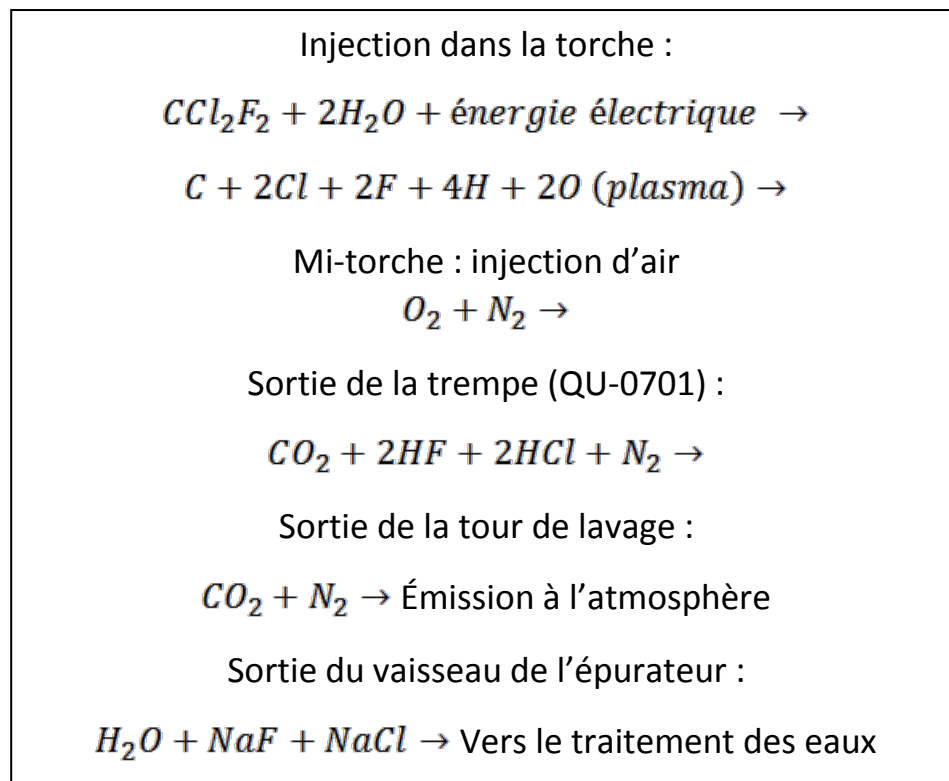 Injection dans la torche :
CCl₂F₂ + 2H₂O + énergie électrique →
C + 2Cl + 2F + 4H + 2O (plasma) →
Mi-torche : injection d’air
O₂ + N₂ →
Sortie de la trempe (QU-0701) :
CO₂ + 2HF + 2HCl + N₂ →
Sortie de la tour de lavage :
CO₂ + N₂ → Émission à l’atmosphère
Sortie du vaisseau de l’épurateur :
H₂O + NaF + NaCl → Vers le traitement des eaux